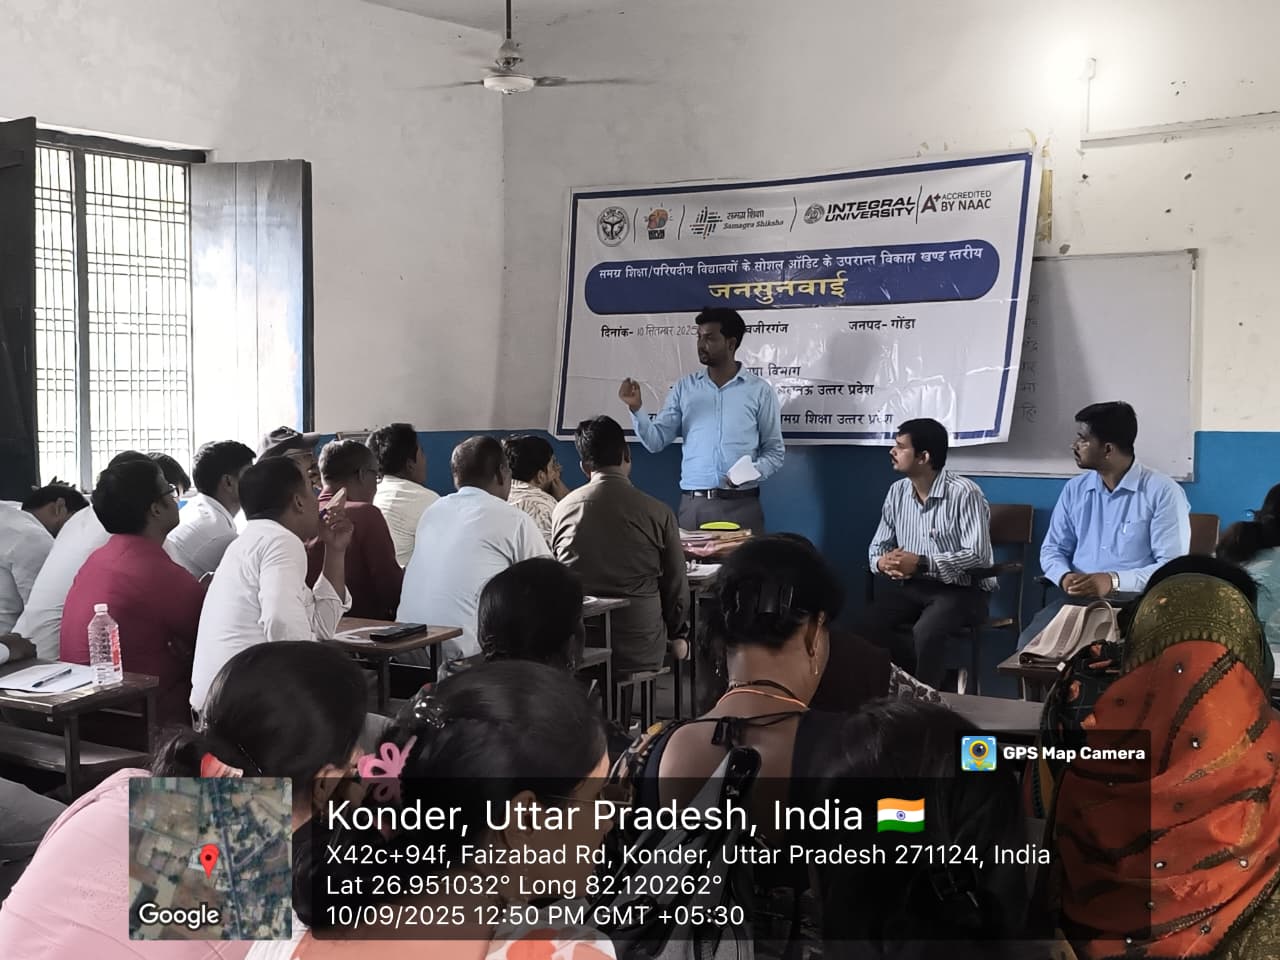 समग्र शिक्षा
Samagra Shiksha
INTEGRAL
UNIVERSITY
A+ ACCREDITED
BY NAAC
समग्र शिक्षा/परिषदीय विद्यालयों के सोशल ऑडिट के उपरान्त विकास खण्ड स्तरीय
जनसुनवाई
दिनांक- 10 सितम्बर 2025 वजीरगंज जनपद- गोंडा
विभाग
उत्तर प्रदेश
समग्र शिक्षा उत्तर प्रदेश
GPS Map Camera
Konder, Uttar Pradesh, India
X42c+94f, Faizabad Rd, Konder, Uttar Pradesh 271124, India
Lat 26.951032° Long 82.120262°
10/09/2025 12:50 PM GMT +05:30
Google